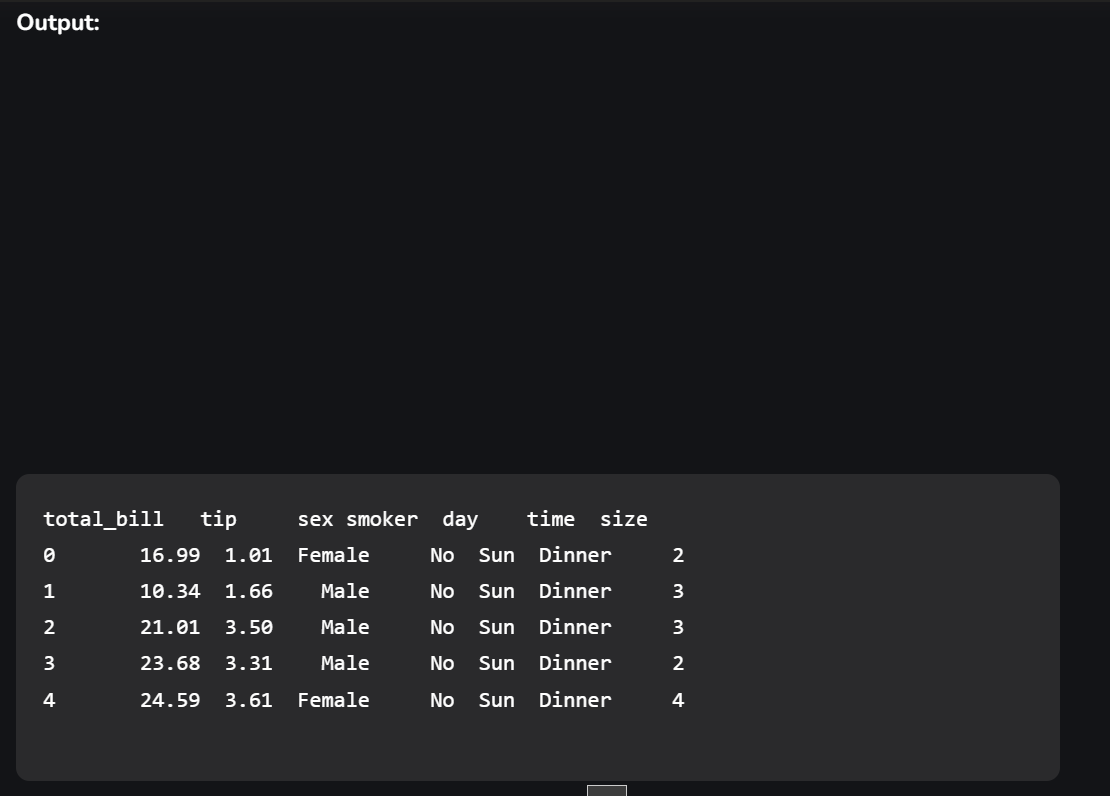 Output:
total_bill   tip     sex smoker  day    time  size
0       16.99  1.01  Female     No  Sun  Dinner     2
1       10.34  1.66    Male     No  Sun  Dinner     3
2       21.01  3.50    Male     No  Sun  Dinner     3
3       23.68  3.31    Male     No  Sun  Dinner     2
4       24.59  3.61  Female     No  Sun  Dinner     4